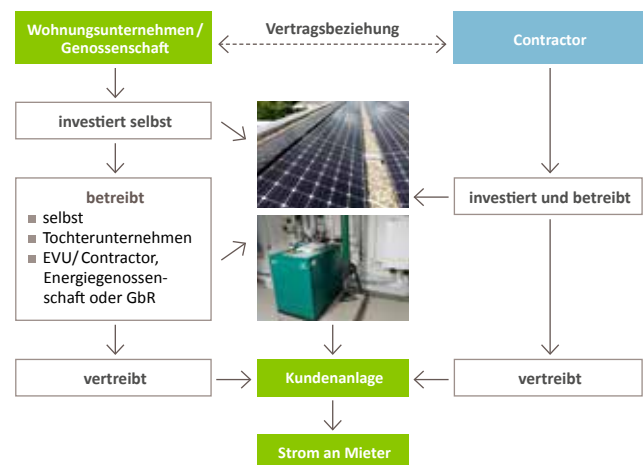 Wohnungsunternehmen/
Genossenschaft
Vertragsbeziehung
Contractor
investiert selbst
betreibt
selbst
Tochterunternehmen
EVU/Contractor,
Energiegenossen-
schaft oder GbR
investiert und betreibt
vertreibt
Kundenanlage
vertreibt
Strom an Mieter